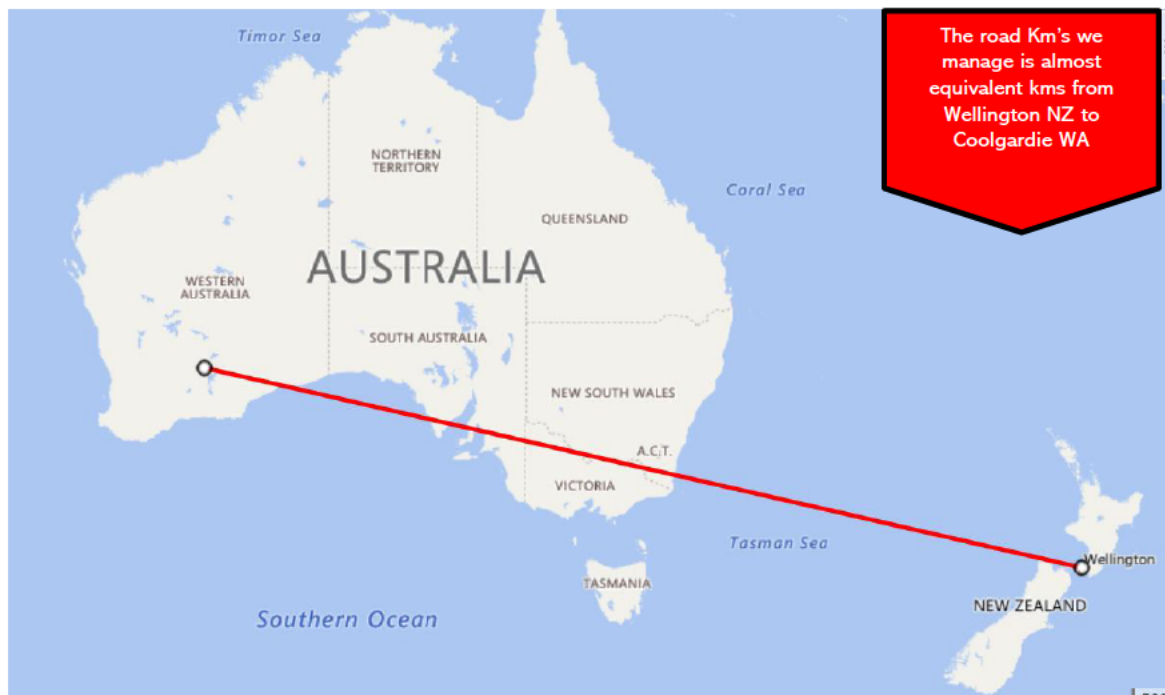 Timor Sea
The road Km's we
manage is almost
equivalent kms from
Wellington NZ to
Coolgardie WA
NORTHERN
TERRITORY
Coral Sea
QUEENSLAND
AUSTRALIA
WESTERN
AUSTRALIA
SOUTH AUSTRALIA
NEW SOUTH WALES
A.C.T.
VICTORIA
Tasman Sea
Wellington
TASMANIA
NEW ZEALAND
Southern Ocean